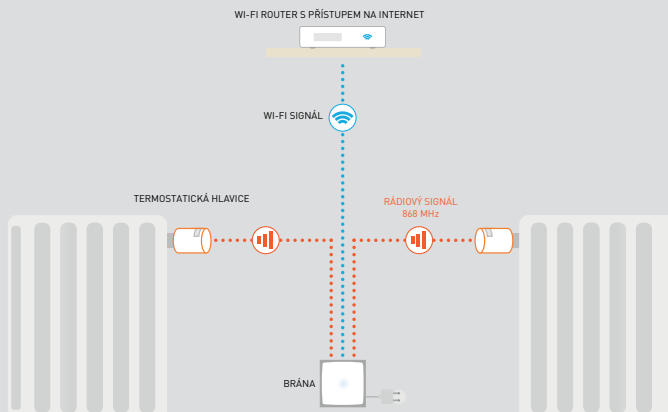 WI-FI ROUTER S PŘÍSTUPEM NA INTERNET
WI-FI SIGNÁL
TERMOSTATICKÁ HLAVICE
RÁDIOVÝ SIGNÁL
868 MHz
BRÁNA